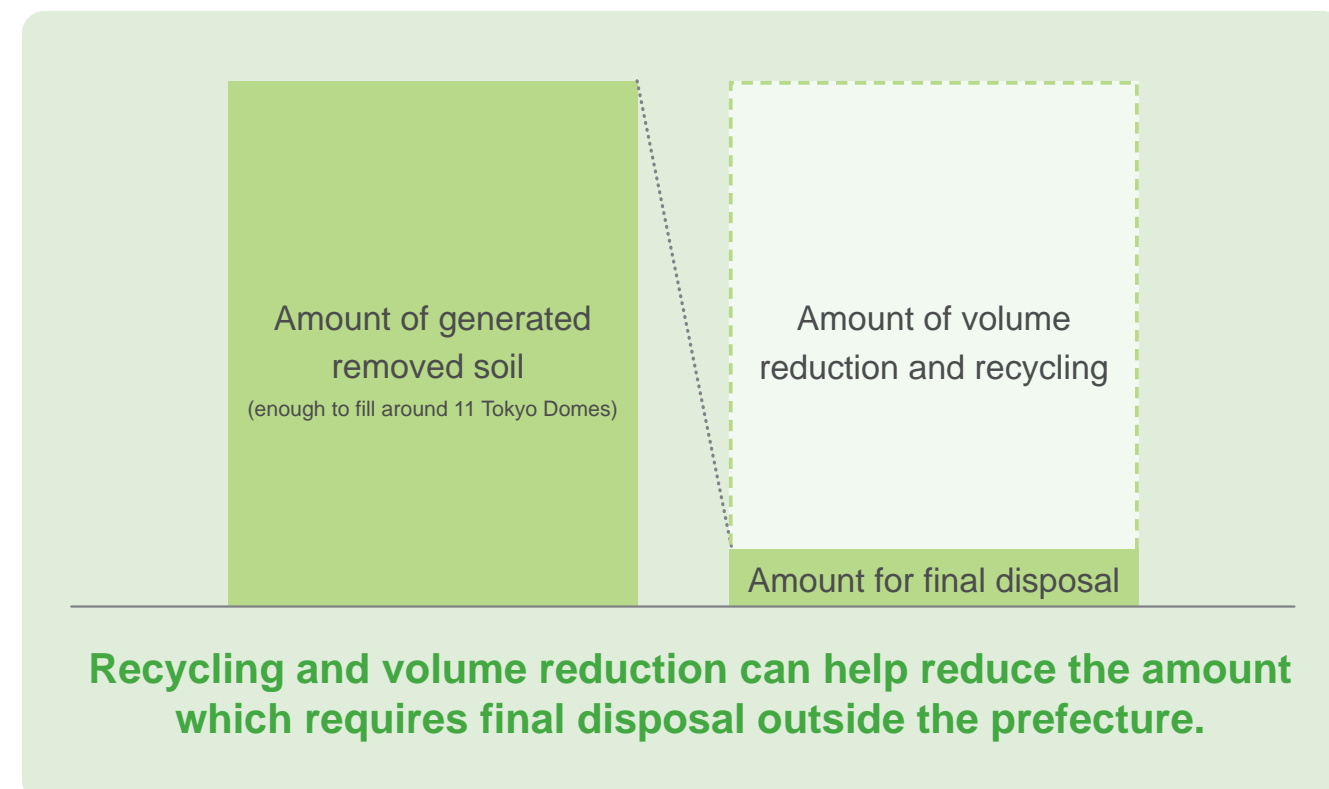 Amount of generated
removed soil
(enough to fill around 11 Tokyo Domes)
Amount of volume
reduction and recycling
Amount for final disposal
Recycling and volume reduction can help reduce the amount
which requires final disposal outside the prefecture.